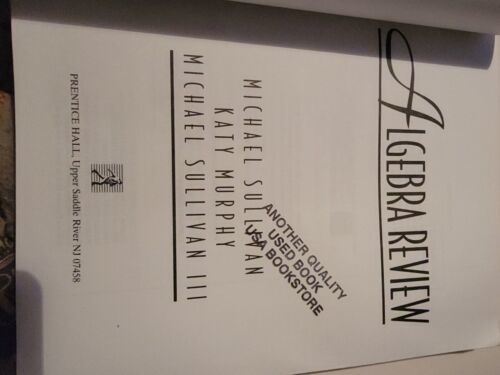 ALGEBRA REVIEW
MICHAEL SULLIVAN
KATY MURPHY
MICHAEL SULLIVAN III
ANOTHER QUALITY
USED BOOK
USA BOOKSTORE
PRENTICE HALL, Upper Saddle River NJ 07458